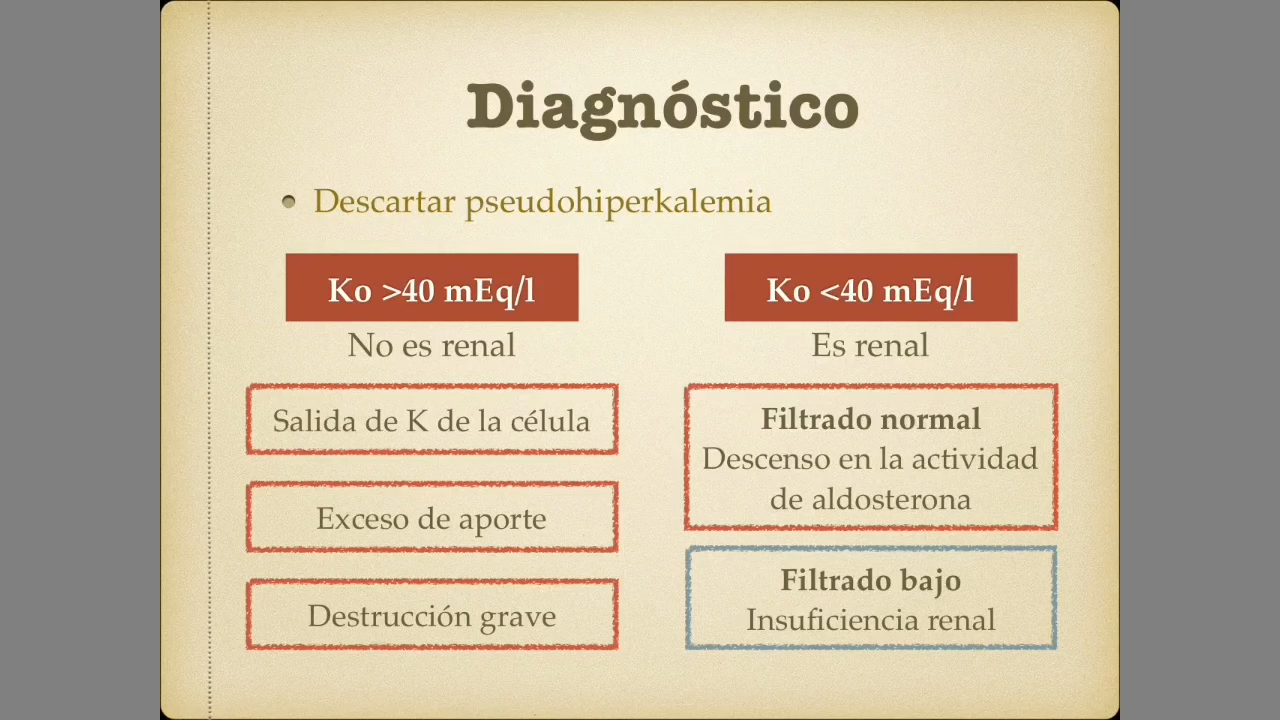 Diagnóstico
Descartar pseudohiperkalemia
Ko >40 mEq/l
No es renal
Salida de K de la célula
Exceso de aporte
Destrucción grave
Ko <40 mEq/l
Es renal
Filtrado normal
Descenso en la actividad
de aldosterona
Filtrado bajo
Insuficiencia renal